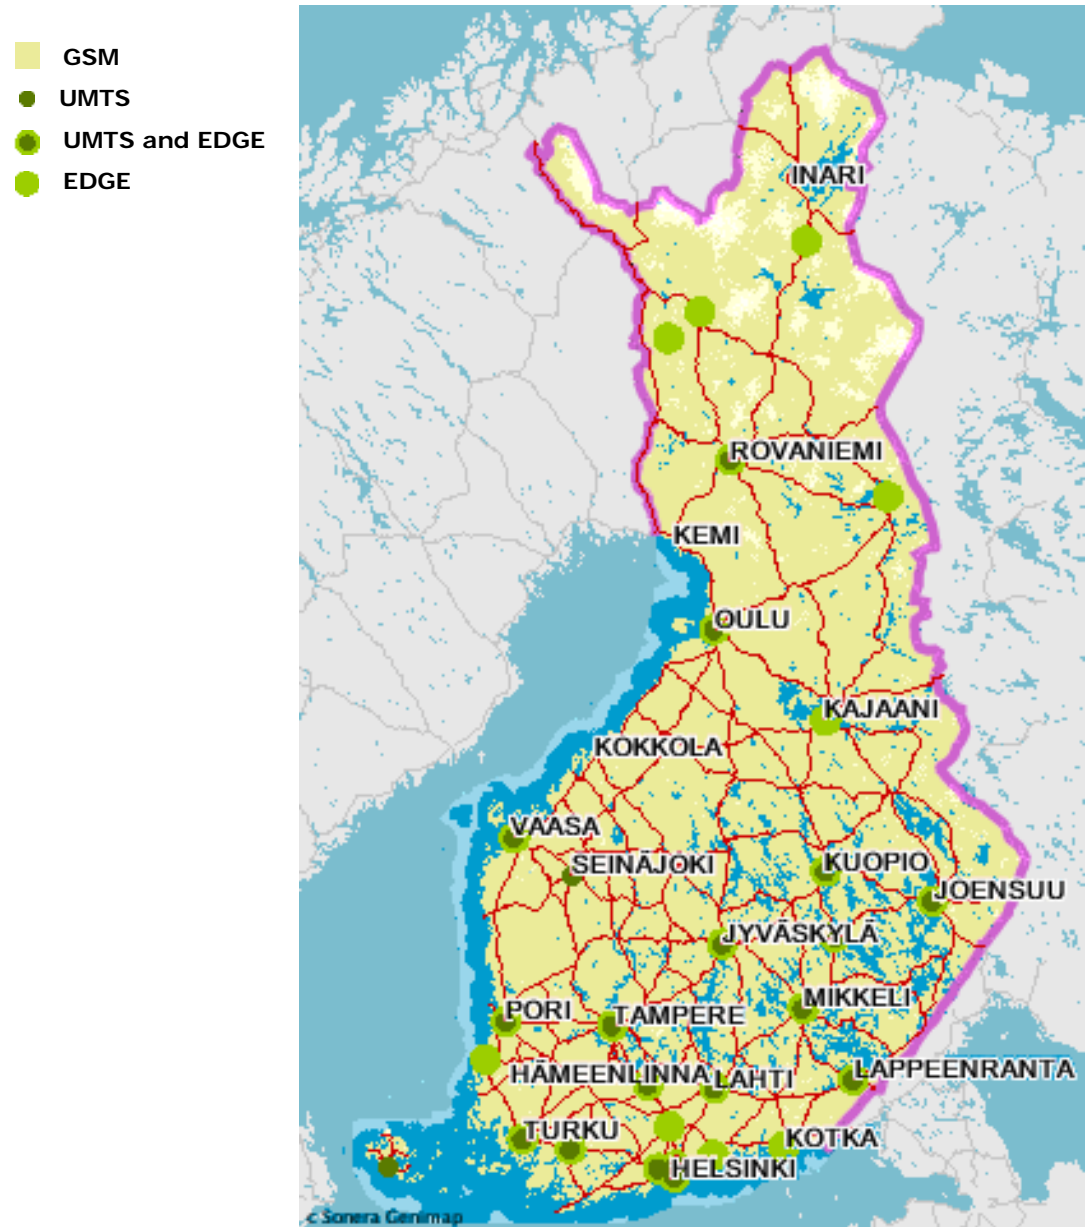 GSM
UMTS
UMTS and EDGE
EDGE
INARI
ROVANIEMI
KEMI
OULU
KAJAANI
KOKKOLA
VAASA
SEINÄJOKI
KUOPIO
JOENSUU
JYVÄSKYLÄ
MIKKELI
PORI
TAMPERE
HÄMEENLINNA
LAHTI
LAPPEENRANTA
TURKU
KOTKA
HELSINKI
c Sonera Genimap